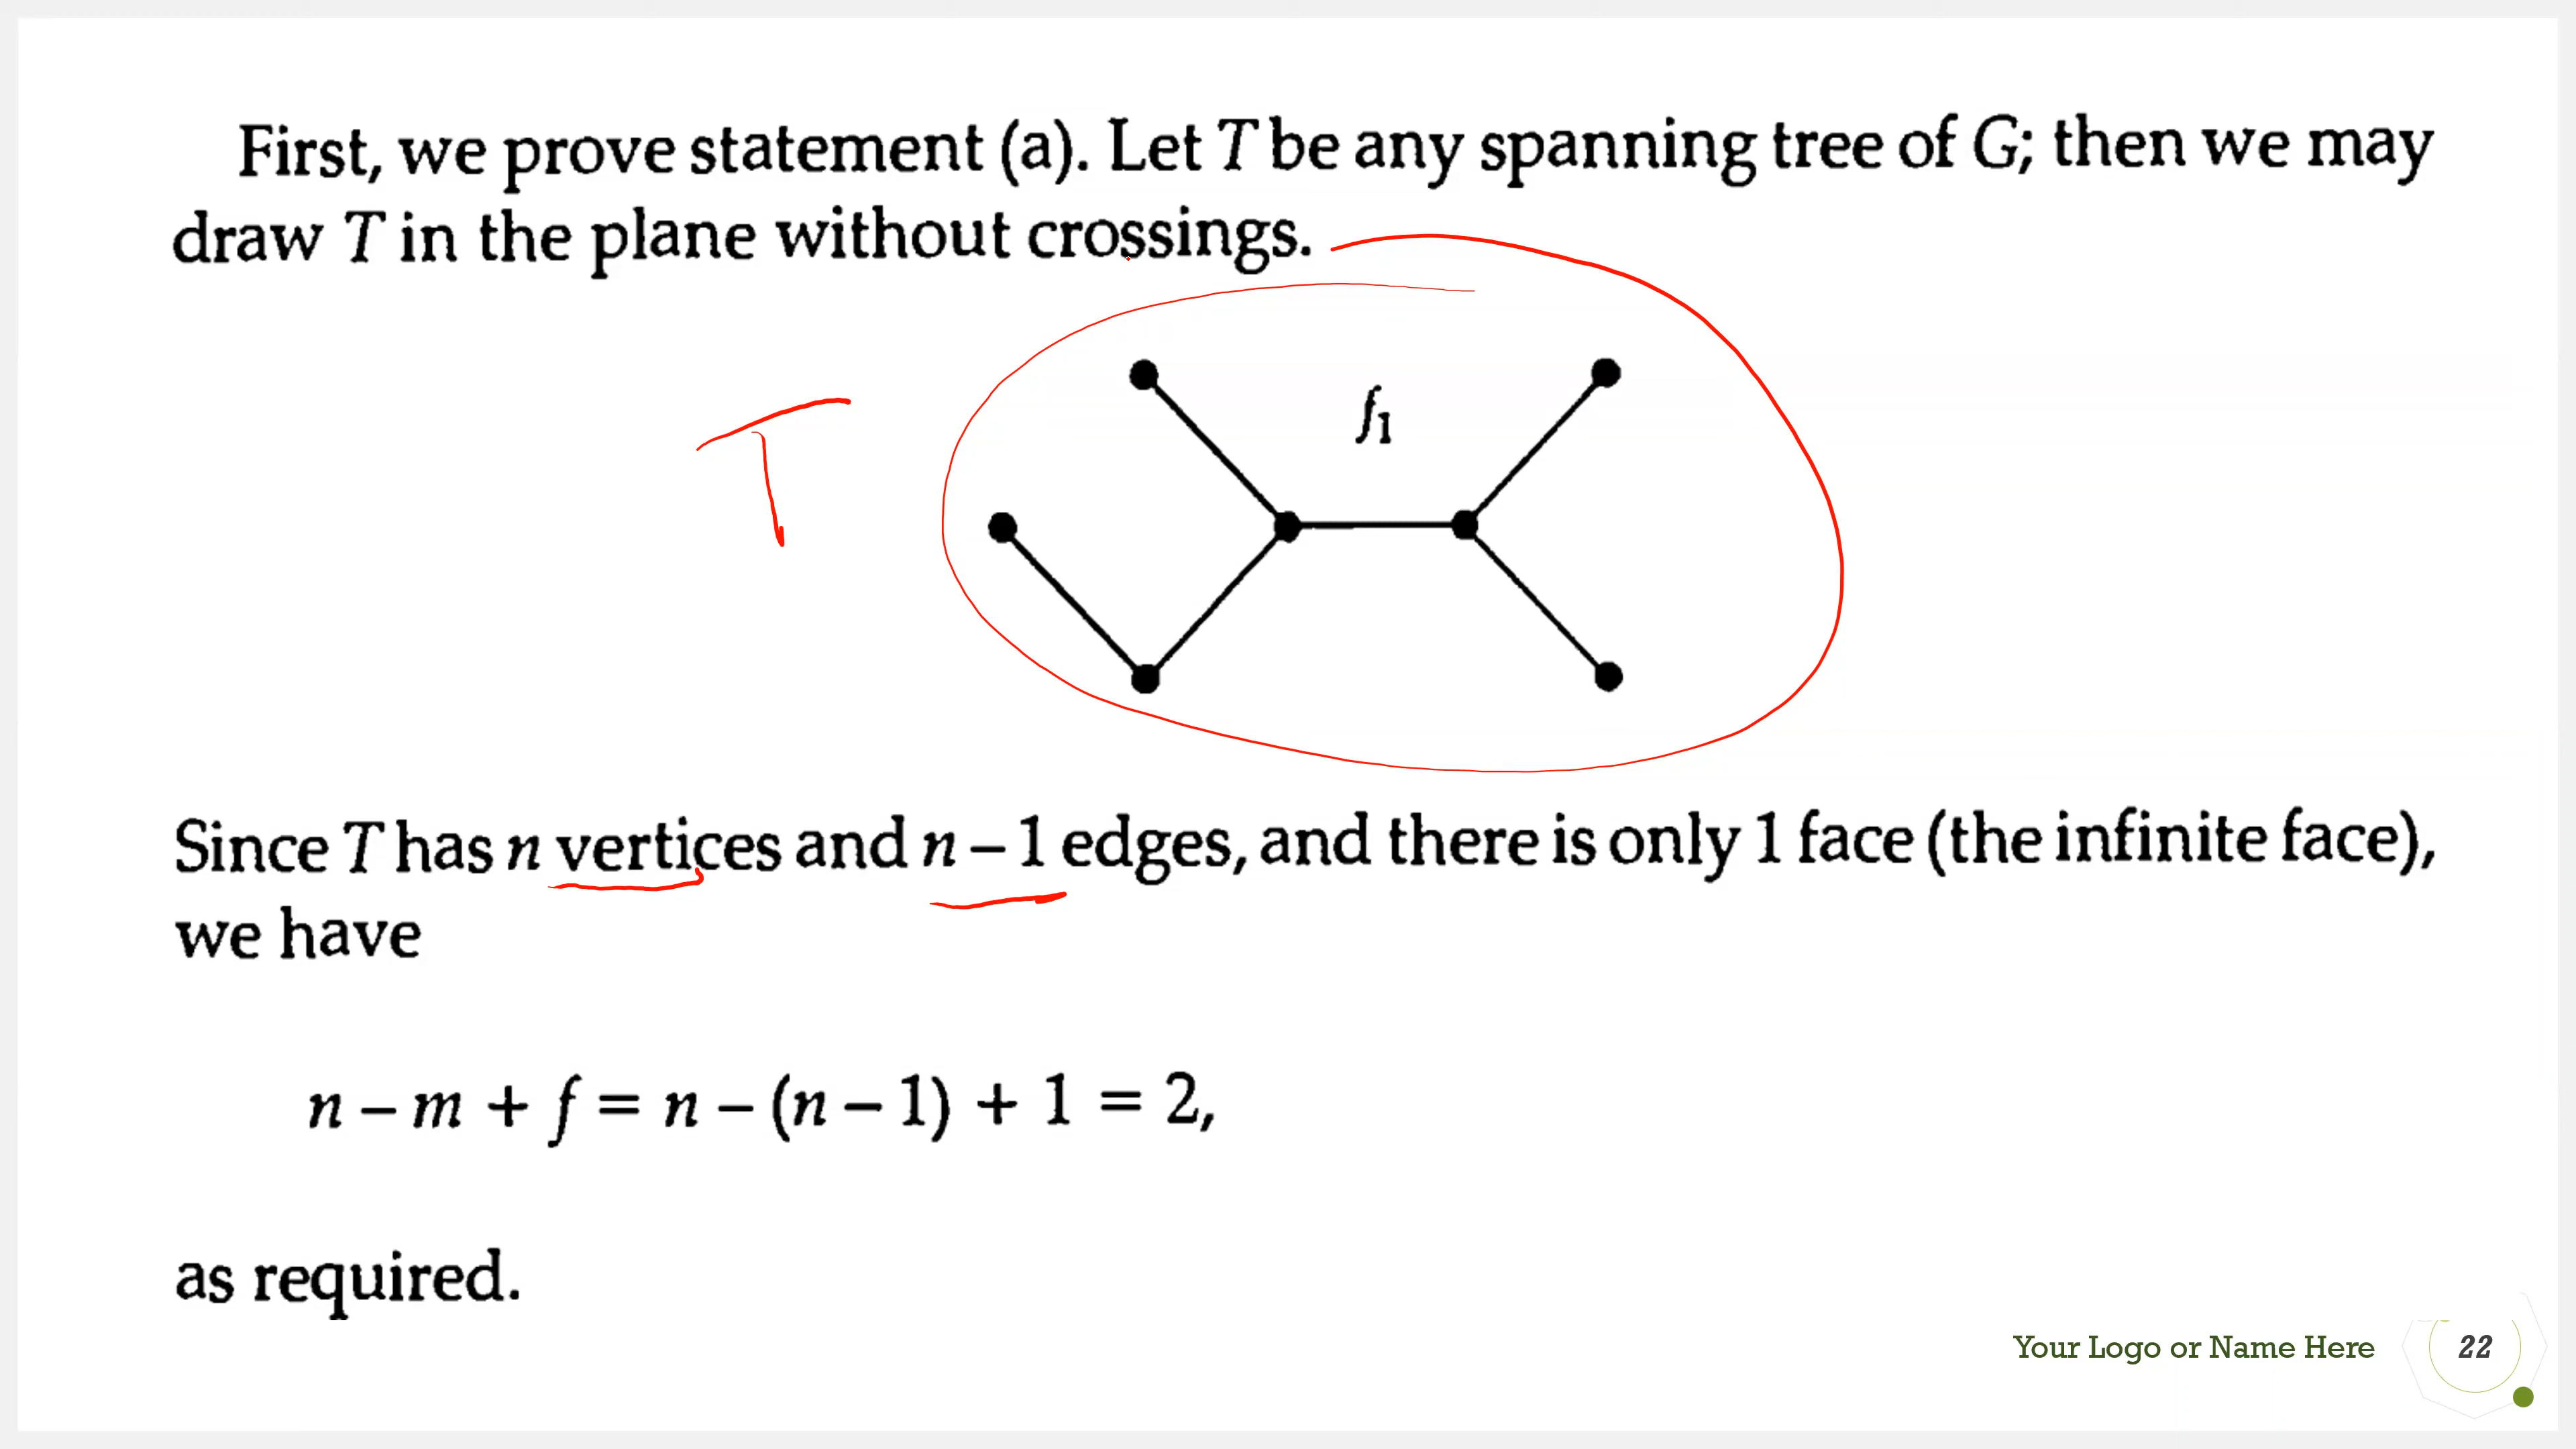 First, we prove statement (a). Let T be any spanning tree of G; then we may
draw T in the plane without crossings.
f₁
T
Since T has n vertices and n – 1 edges, and there is only 1 face (the infinite face),
we have
n – m + f = n – (n – 1) + 1 = 2,
as required.
Your Logo or Name Here
22